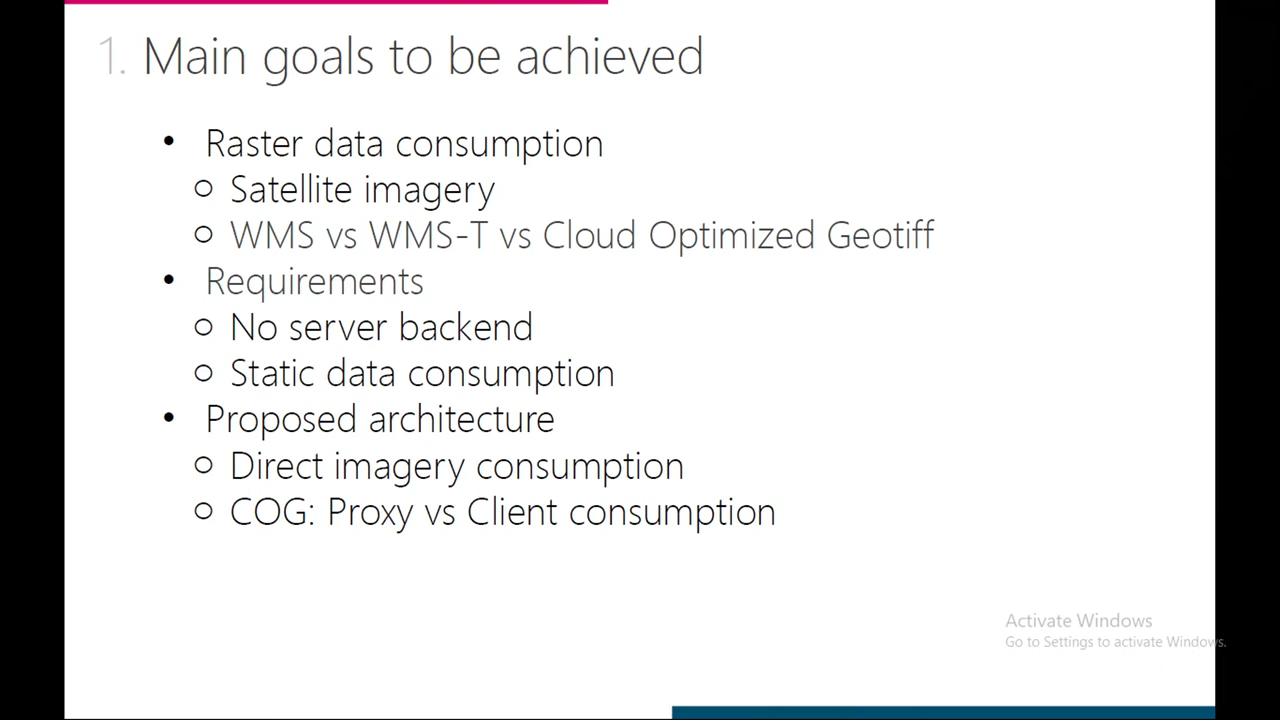 1. Main goals to be achieved
• Raster data consumption
○ Satellite imagery
○ WMS vs WMS-T vs Cloud Optimized Geotiff
• Requirements
○ No server backend
○ Static data consumption
• Proposed architecture
○ Direct imagery consumption
○ COG: Proxy vs Client consumption
Activate Windows
Go to Settings to activate Windows.